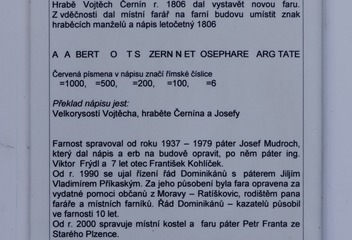 Hrabě Vojtěch Černín r. 1806 dal vystavět novou faru.
Z vděčnosti dal místní farář na farní budovu umístit znak
hraběcích manželů a nápis letočetný 1806
A A BERT O T S ZERN N ET OSEPHARE ARG TATE
Červená písmena v nápisu značí římské číslice
=1000, =500, =200, =100, =6
Překlad nápisu jest:
Velkorysostí Vojtěcha, hraběte Černína a Josefy
Farnost spravoval od roku 1937 – 1979 páter Josef Mudroch,
který dal nápis a erb na budově opravit, po něm páter ing.
Viktor Frýdl a 7 let otec František Kohlíček.
Od r. 1990 se ujal řízení řád Dominikánů s páterem Jiljím
Vladimírem Příkaským. Za jeho působení byla fara opravena za
vydatné pomoci občanů z Moravy – Ratíškovic, rodištěm pana
faráře a místních farníků. Řád Dominikánů – kazatelů působil
ve farnosti 10 let.
Od r. 2000 spravuje místní kostel a faru páter Petr Franta ze
Starého Plzence.